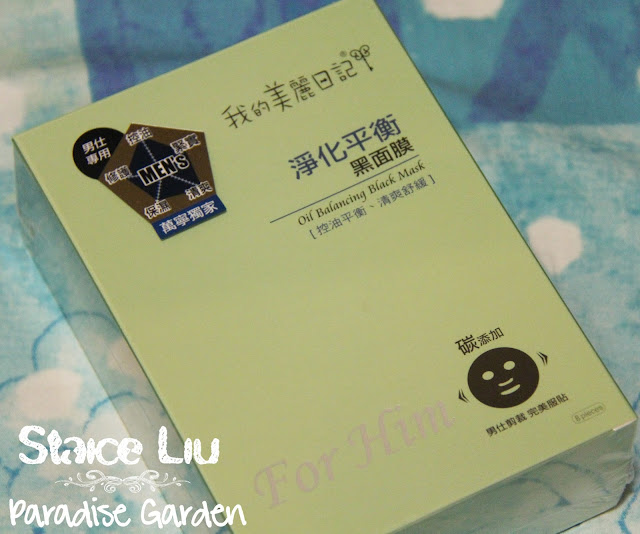 我的美麗日記
®
男仕
專用
控油
緊實
修護
MEN'S
保濕
清爽
萬寧獨家
淨化平衡
黑面膜
Oil Balancing Black Mask
[ 控油平衡、清爽舒緩 ]
碳添加
男仕剪裁 完美服貼
8 pieces
For Him
Staice Liu
Paradise Garden